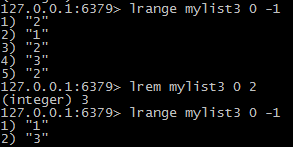 127.0.0.1:6379> lrange mylist3 0 -1
1) "2"
2) "1"
3) "2"
4) "3"
5) "2"
127.0.0.1:6379> lrem mylist3 0 2
(integer) 3
127.0.0.1:6379> lrange mylist3 0 -1
1) "1"
2) "3"